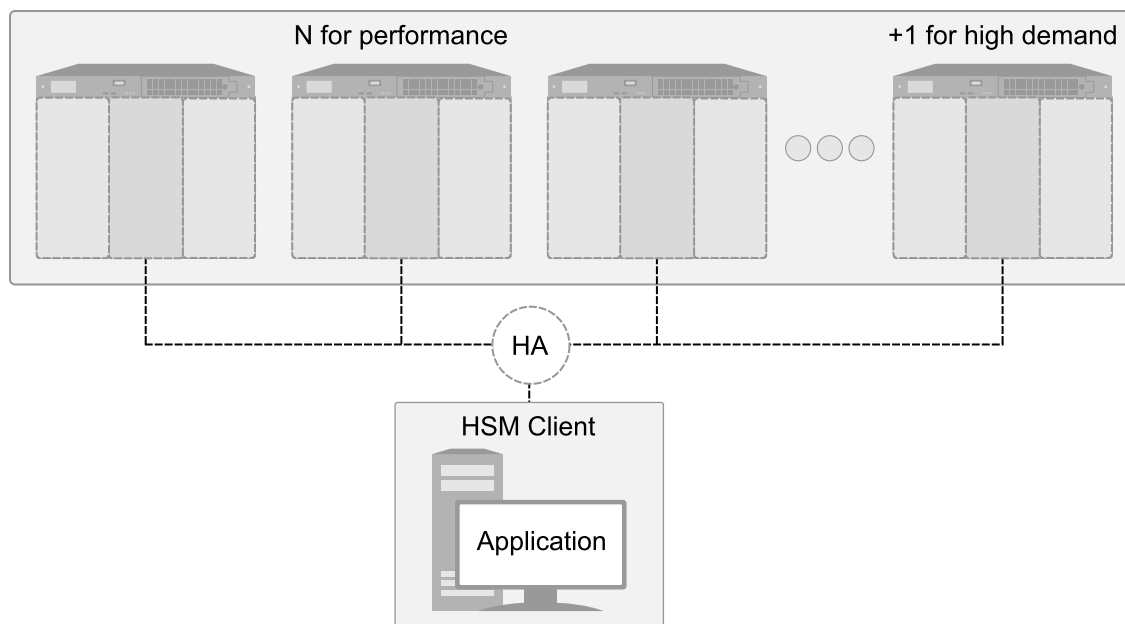 N for performance
+1 for high demand
HA
HSM Client
Application